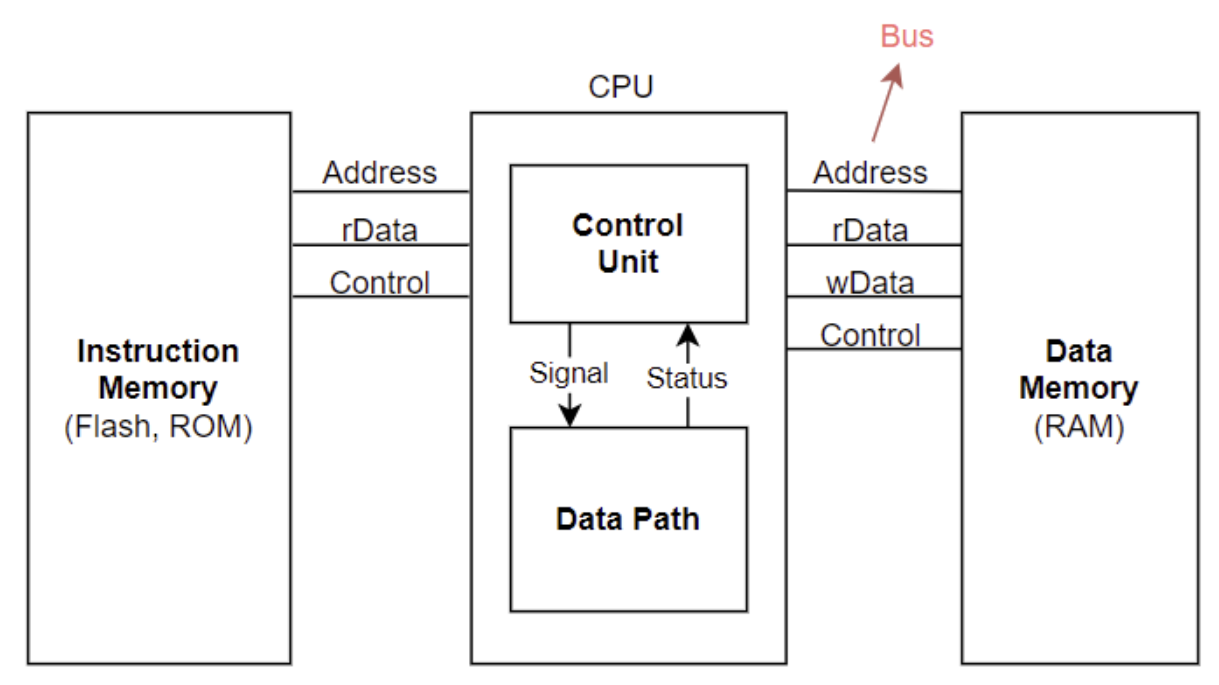 Bus
CPU
Address
rData
Control
Address
rData
wData
Control
Control
Unit
Signal
Status
Data Path
Instruction
Memory
(Flash, ROM)
Data
Memory
(RAM)